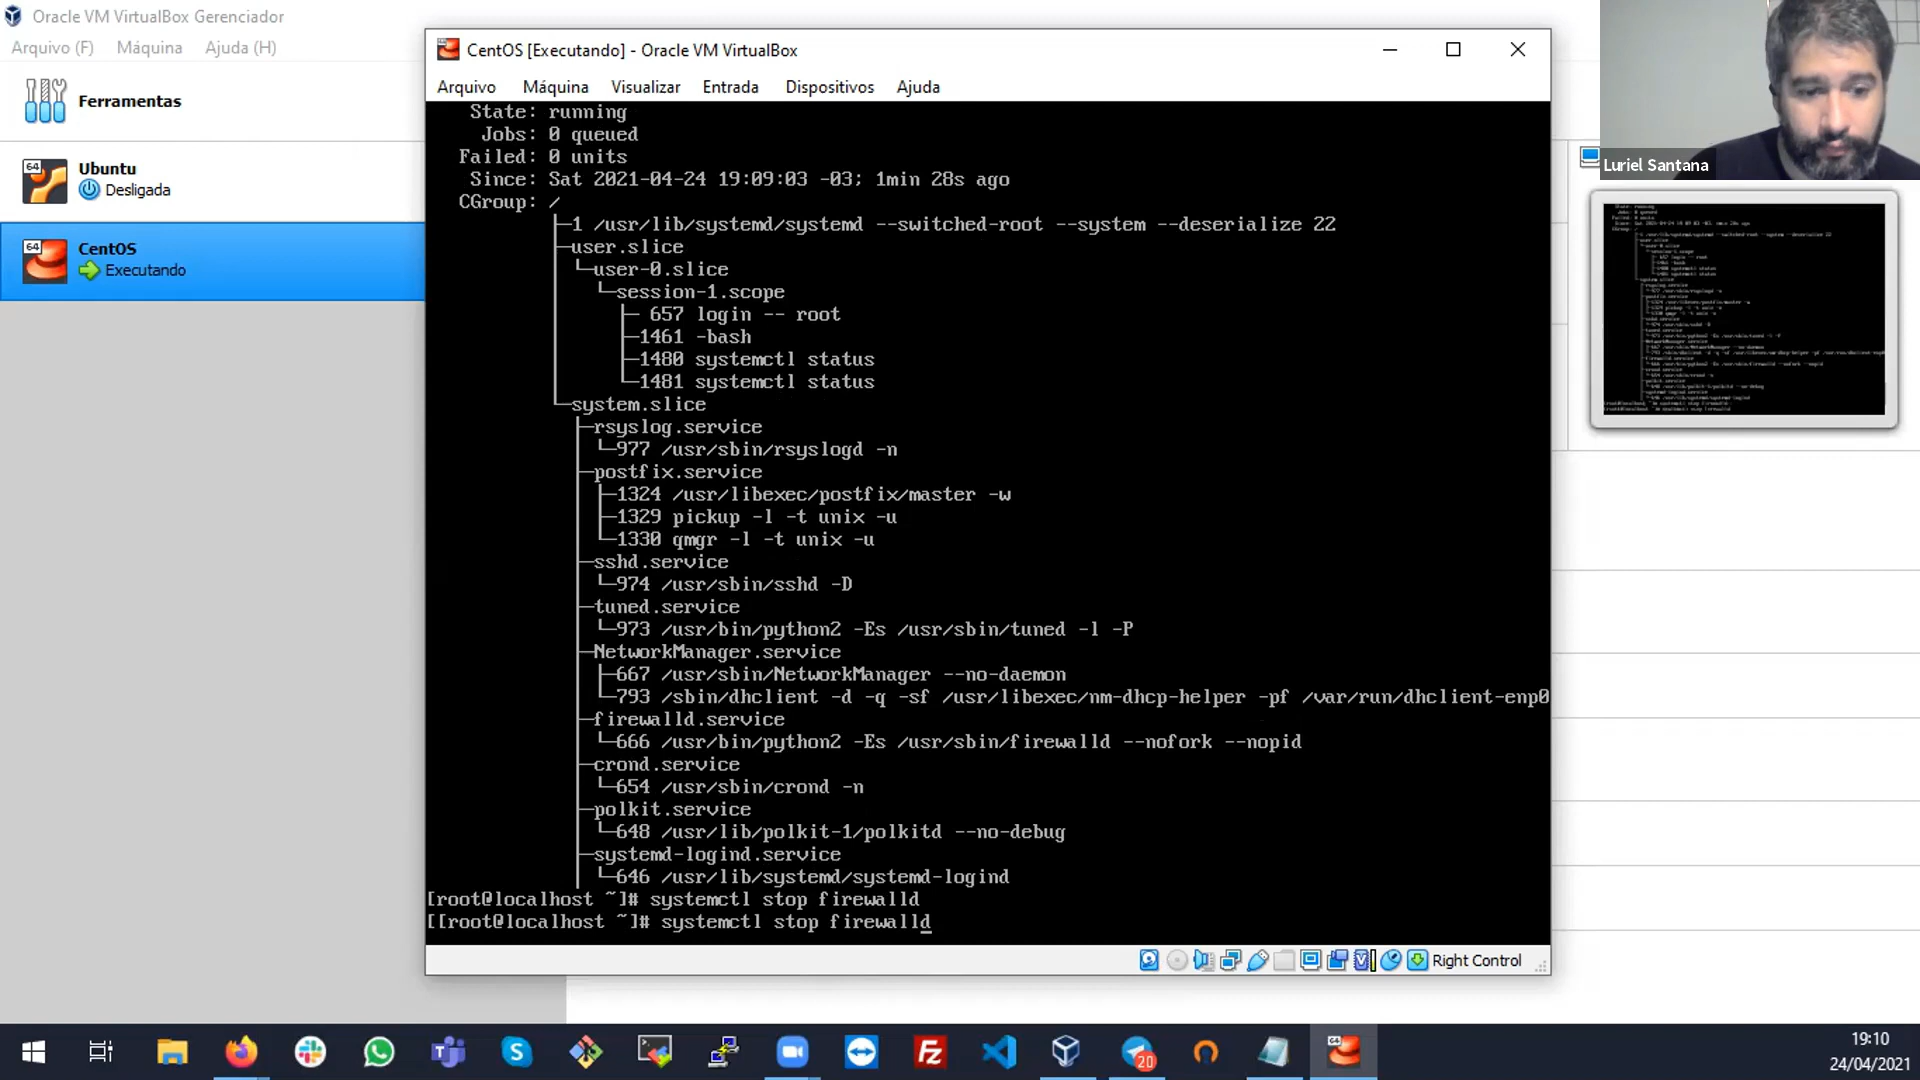 Oracle VM VirtualBox Gerenciador
Arquivo (F) Máquina Ajuda (H)
Ferramentas
64
Ubuntu
Desligada
64
CentOS
Executando
CentOS [Executando] - Oracle VM VirtualBox
Arquivo Máquina Visualizar Entrada Dispositivos Ajuda
State: running
Jobs: 0 queued
Failed: 0 units
Since: Sat 2021-04-24 19:09:03 -03; 1min 28s ago
CGroup: /
├─1 /usr/lib/systemd/systemd --switched-root --system --deserialize 22
├─user.slice
│ └─user-0.slice
│ └─session-1.scope
│ ├─ 657 login -- root
│ ├─1461 -bash
│ ├─1480 systemctl status
│ └─1481 systemctl status
└─system.slice
├─rsyslog.service
│ └─977 /usr/sbin/rsyslogd -n
├─postfix.service
│ ├─1324 /usr/libexec/postfix/master -w
│ ├─1329 pickup -l -t unix -u
│ └─1330 qmgr -l -t unix -u
├─sshd.service
│ └─974 /usr/sbin/sshd -D
├─tuned.service
│ └─973 /usr/bin/python2 -Es /usr/sbin/tuned -l -P
├─NetworkManager.service
│ ├─667 /usr/sbin/NetworkManager --no-daemon
│ └─793 /sbin/dhclient -d -q -sf /usr/libexec/nm-dhcp-helper -pf /var/run/dhclient-enp0
├─firewalld.service
│ └─666 /usr/bin/python2 -Es /usr/sbin/firewalld --nofork --nopid
├─crond.service
│ └─654 /usr/sbin/crond -n
├─polkit.service
│ └─648 /usr/lib/polkit-1/polkitd --no-debug
├─systemd-logind.service
│ └─646 /usr/lib/systemd/systemd-logind
[root@localhost ~]# systemctl stop firewalld
[[root@localhost ~]# systemctl stop firewalld
Right Control
Luriel Santana
20
64
19:10
24/04/2021